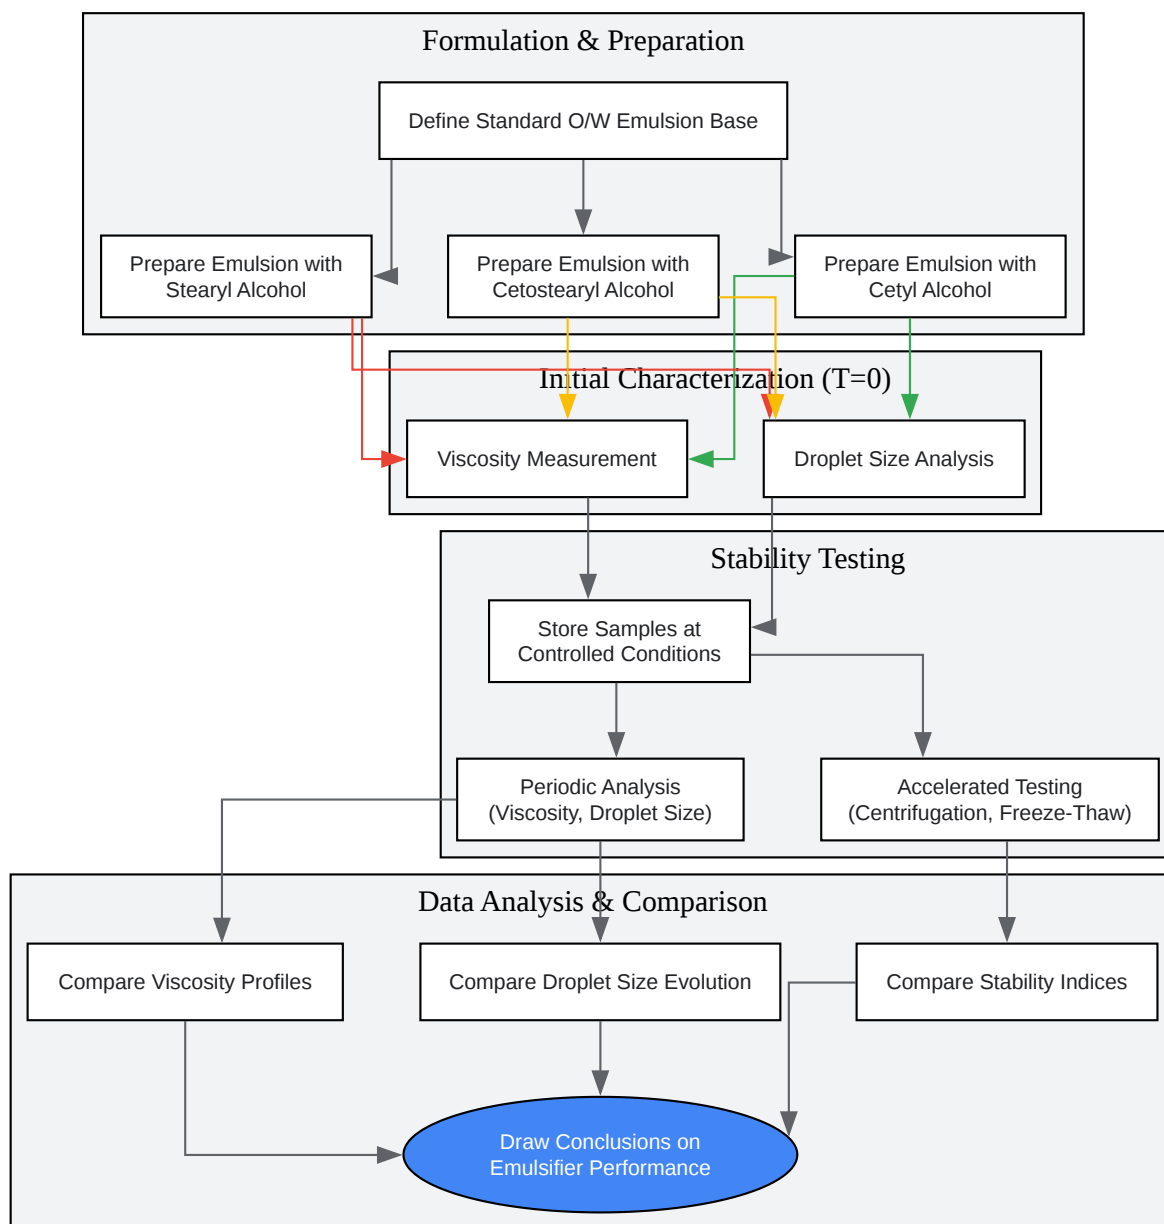 Formulation & Preparation
Define Standard O/W Emulsion Base
Prepare Emulsion with
Stearyl Alcohol
Prepare Emulsion with
Cetostearyl Alcohol
Prepare Emulsion with
Cetyl Alcohol
Initial Characterization (T=0)
Viscosity Measurement
Droplet Size Analysis
Stability Testing
Store Samples at
Controlled Conditions
Periodic Analysis
(Viscosity, Droplet Size)
Accelerated Testing
(Centrifugation, Freeze-Thaw)
Data Analysis & Comparison
Compare Viscosity Profiles
Compare Droplet Size Evolution
Compare Stability Indices
Draw Conclusions on
Emulsifier Performance